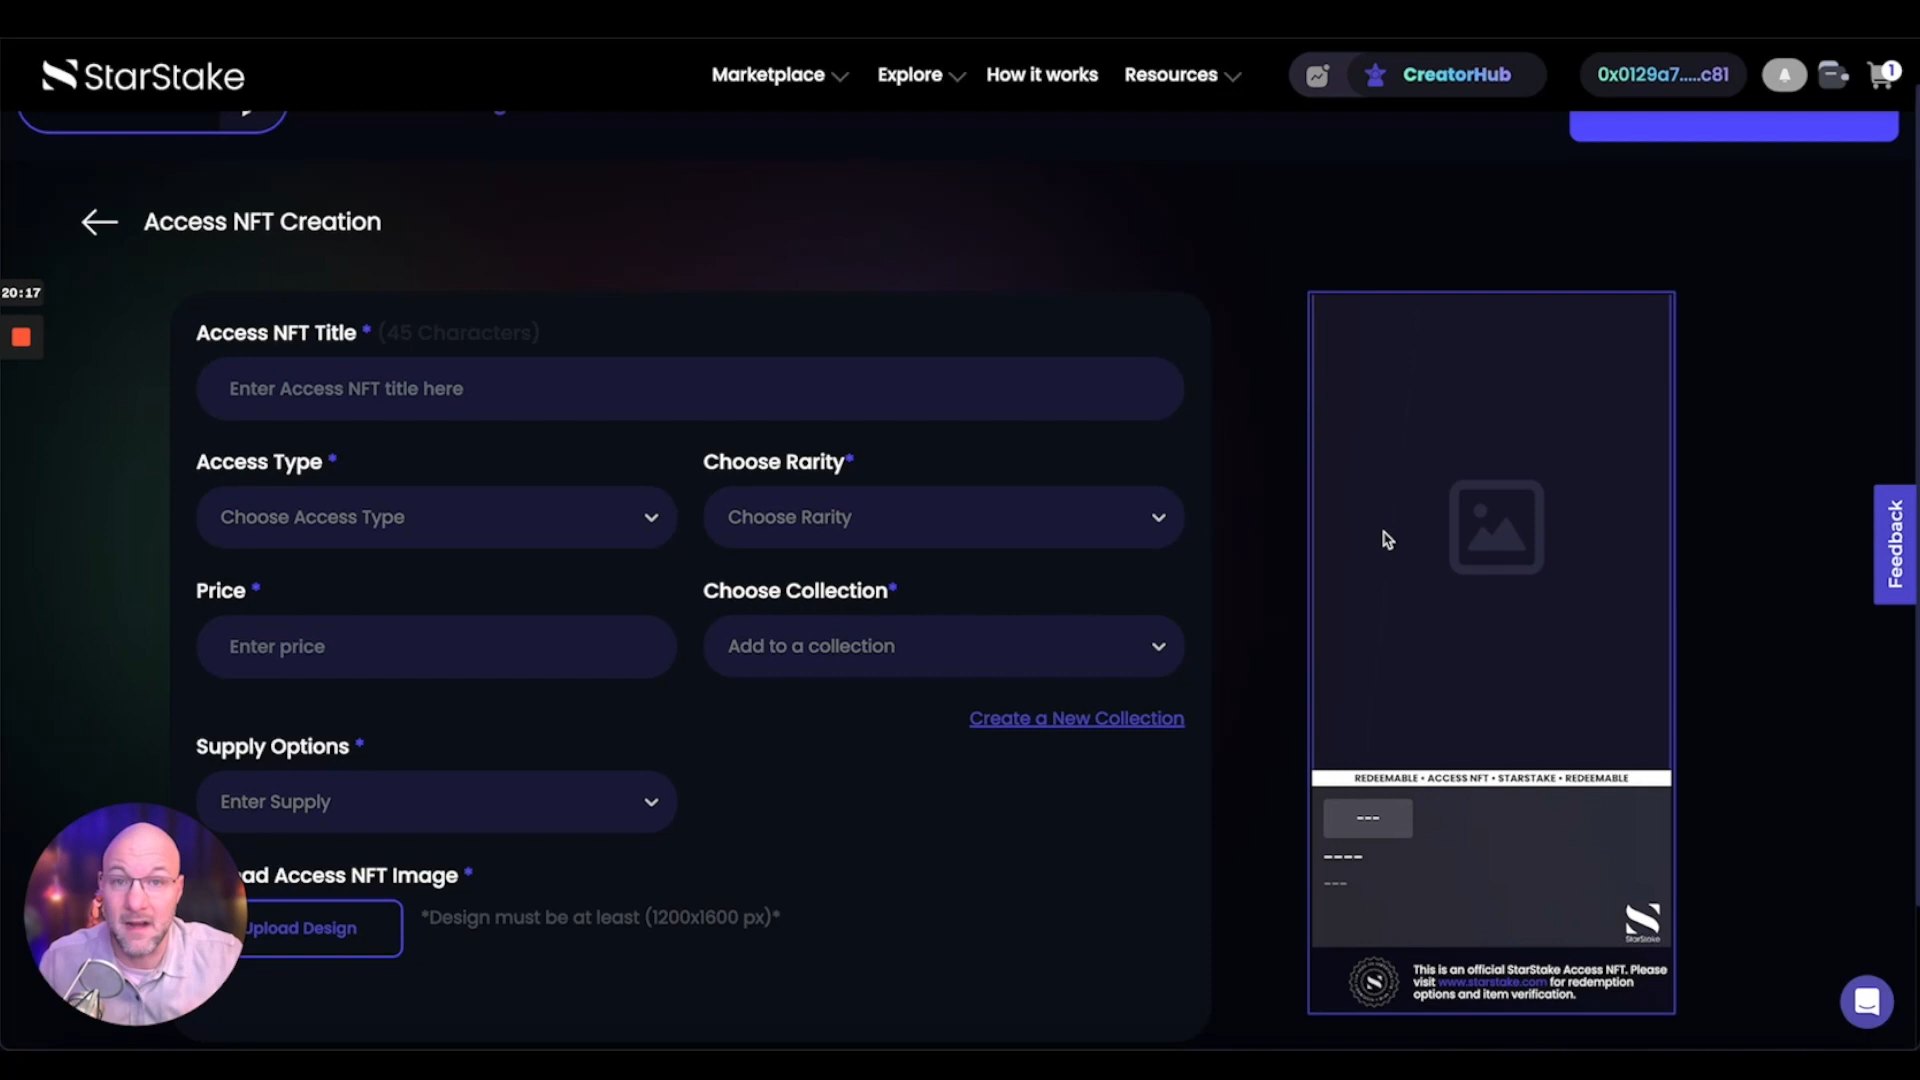 StarStake
Marketplace
Explore
How it works
Resources
CreatorHub
0x0129a7.....c81
1
Access NFT Creation
20:17
Access NFT Title * (45 Characters)
Enter Access NFT title here
Access Type *
Choose Rarity*
Choose Access Type
Choose Rarity
Price *
Choose Collection*
Enter price
Add to a collection
Create a New Collection
Supply Options *
Enter Supply
ad Access NFT Image *
pload Design
*Design must be at least (1200x1600 px)*
REDEEMABLE • ACCESS NFT • STARSTAKE • REDEEMABLE
---
----
---
StarStake
This is an official StarStake Access NFT. Please
visit www.starstake.com for redemption
options and item verification.
Feedback